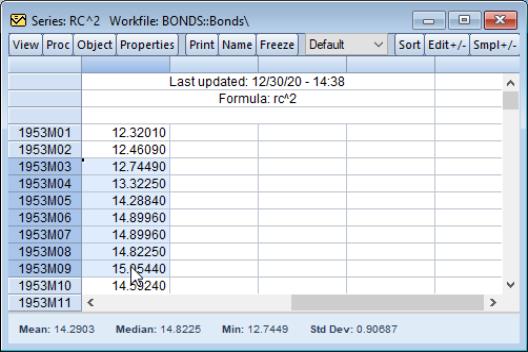 Series: RC^2 Workfile: BONDS::Bonds\
View Proc Object Properties Print Name Freeze Default Sort Edit+/- Smpl+/-
Last updated: 12/30/20 - 14:38
Formula: rc^2
1953M01 12.32010
1953M02 12.46090
1953M03 12.74490
1953M04 13.32250
1953M05 14.28840
1953M06 14.89960
1953M07 14.89960
1953M08 14.82250
1953M09
1953M10 14.59240
1953M11
Mean: 14.2903 Median: 14.8225 Min: 12.7449 Std Dev: 0.90687